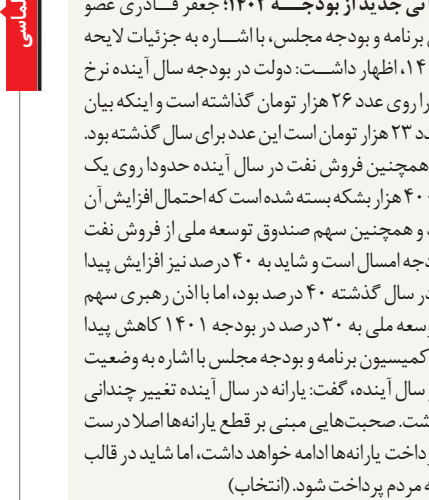 نی جدید از بودجـــه ۱۴۰۲؛ جعفر قـــادری عضو
برنامه و بودجه مجلس، با اشـــاره به جزئیات لایحه
۱۴، اظهار داشـــت: دولت در بودجه سال آینده نرخ
را روی عدد ۲۶ هزار تومان گذاشته است و اینکه بیان
دد ۲۳ هزار تومان است این عدد برای سال گذشته بود.
همچنین فروش نفت در سال آینده حدودا روی یک
۴۰۰ هزار بشکه بسته شده است که احتمال افزایش آن
و همچنین سهم صندوق توسعه ملی از فروش نفت
دجه امسال است و شاید به ۴۰ درصد نیز افزایش پیدا
در سال گذشته ۴۰ درصد بود، اما با اذن رهبری سهم
وسعه ملی به ۳۰ درصد در بودجه ۱۴۰۱ کاهش پیدا
کمیسیون برنامه و بودجه مجلس با اشاره به وضعیت
سال آینده، گفت: یارانه در سال آینده تغییر چندانی
شت. صحبت‌هایی مبنی بر قطع یارانه‌ها اصلا درست
رداخت یارانه‌ها ادامه خواهد داشت، اما شاید در قالب
ه مردم پرداخت شود. (انتخاب)